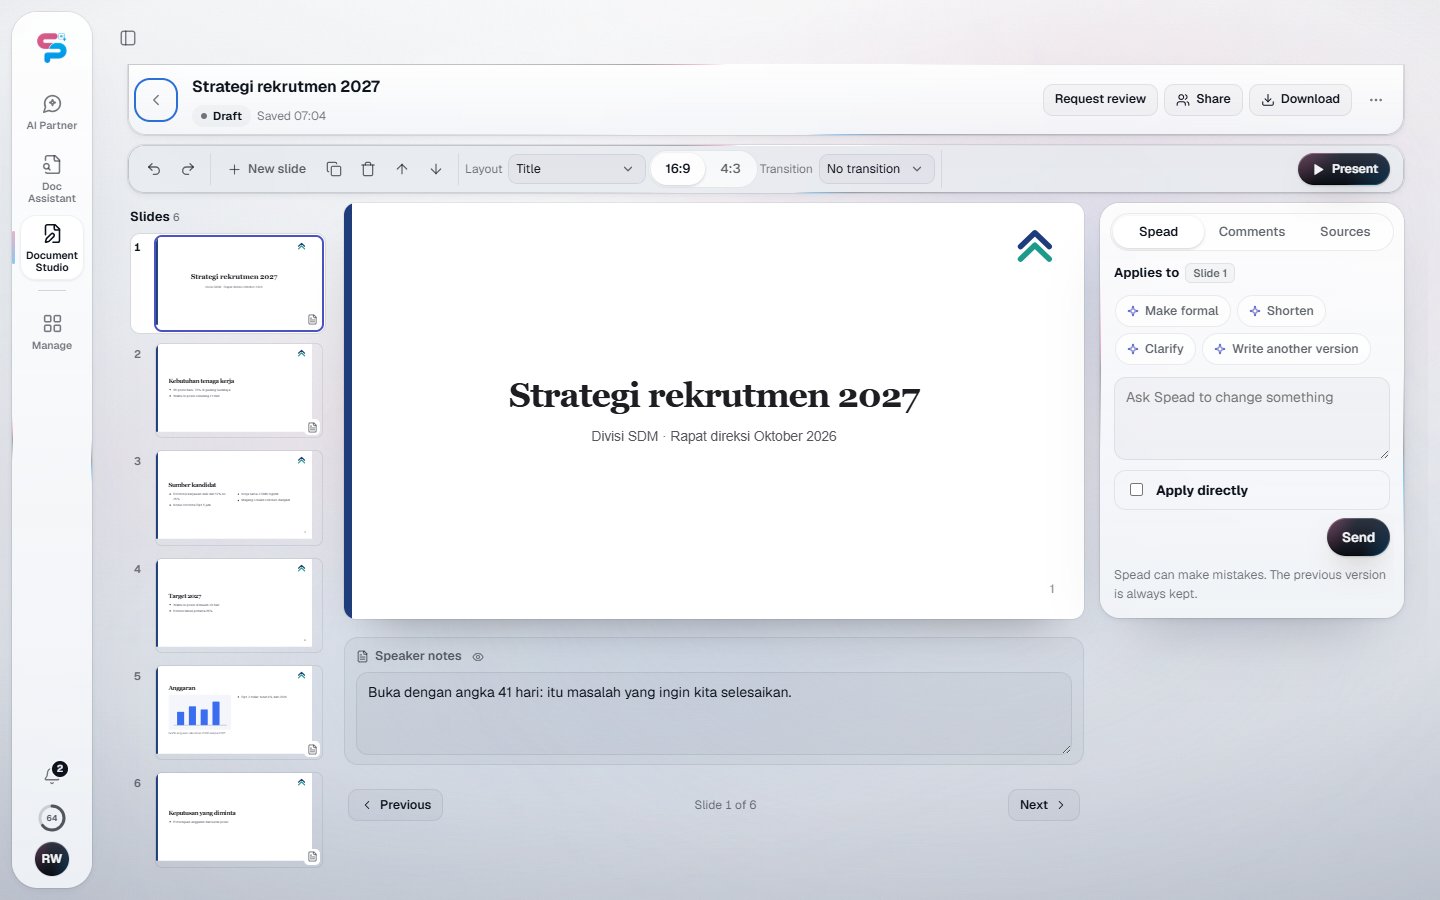 Strategi rekrutmen 2027
Draft Saved 07:04
Request review
Share
Download
AI Partner
Doc Assistant
Document Studio
Manage
2
64
RW
New slide
Layout Title
16:9 4:3
Transition No transition
Present
Slides 6
1
Strategi rekrutmen 2027
2
Kebutuhan tenaga kerja
3
Sumber kandidat
4
Target 2027
5
Anggaran
6
Keputusan yang diminta
Strategi rekrutmen 2027
Divisi SDM · Rapat direksi Oktober 2026
1
Speaker notes
Buka dengan angka 41 hari: itu masalah yang ingin kita selesaikan.
Previous
Slide 1 of 6
Next
Spead Comments Sources
Applies to Slide 1
Make formal
Shorten
Clarify
Write another version
Ask Spead to change something
Apply directly
Send
Spead can make mistakes. The previous version
is always kept.